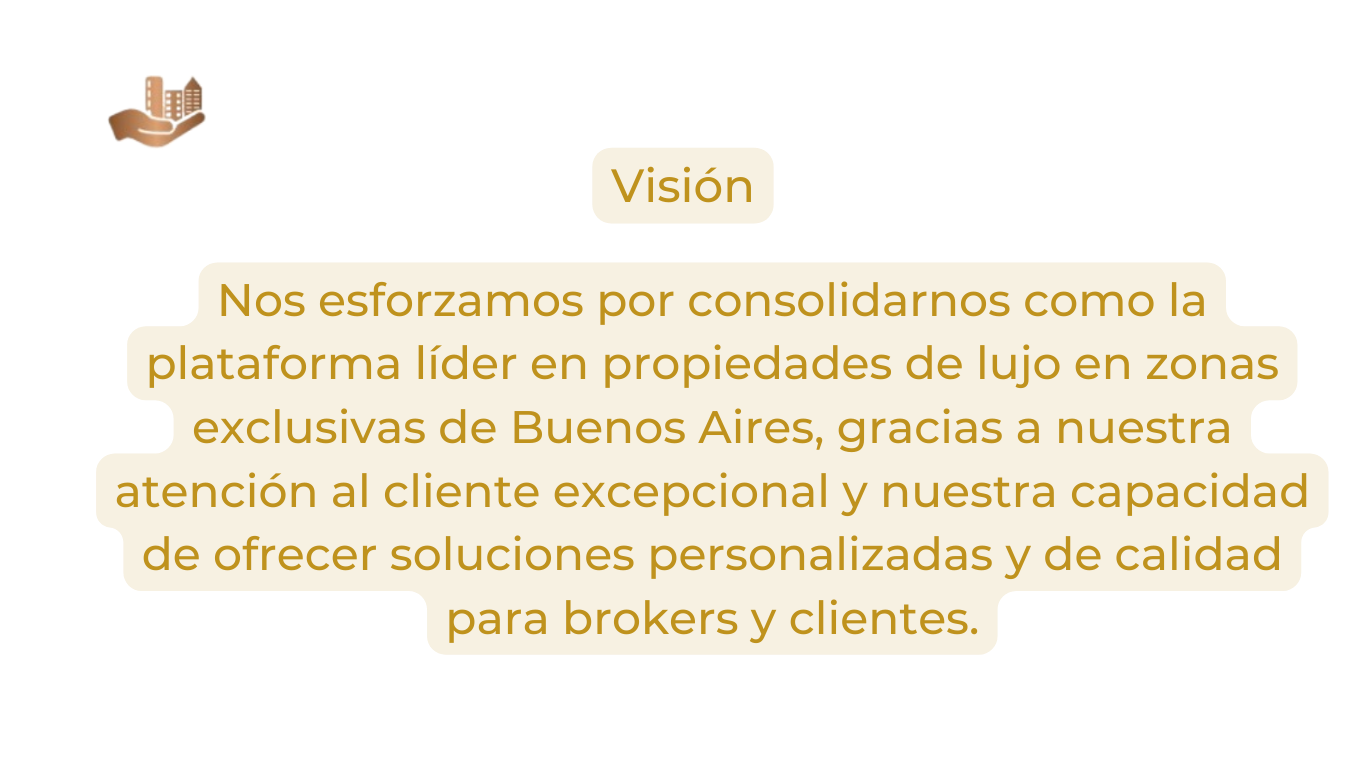 Visión
Nos esforzamos por consolidarnos como la
plataforma líder en propiedades de lujo en zonas
exclusivas de Buenos Aires, gracias a nuestra
atención al cliente excepcional y nuestra capacidad
de ofrecer soluciones personalizadas y de calidad
para brokers y clientes.